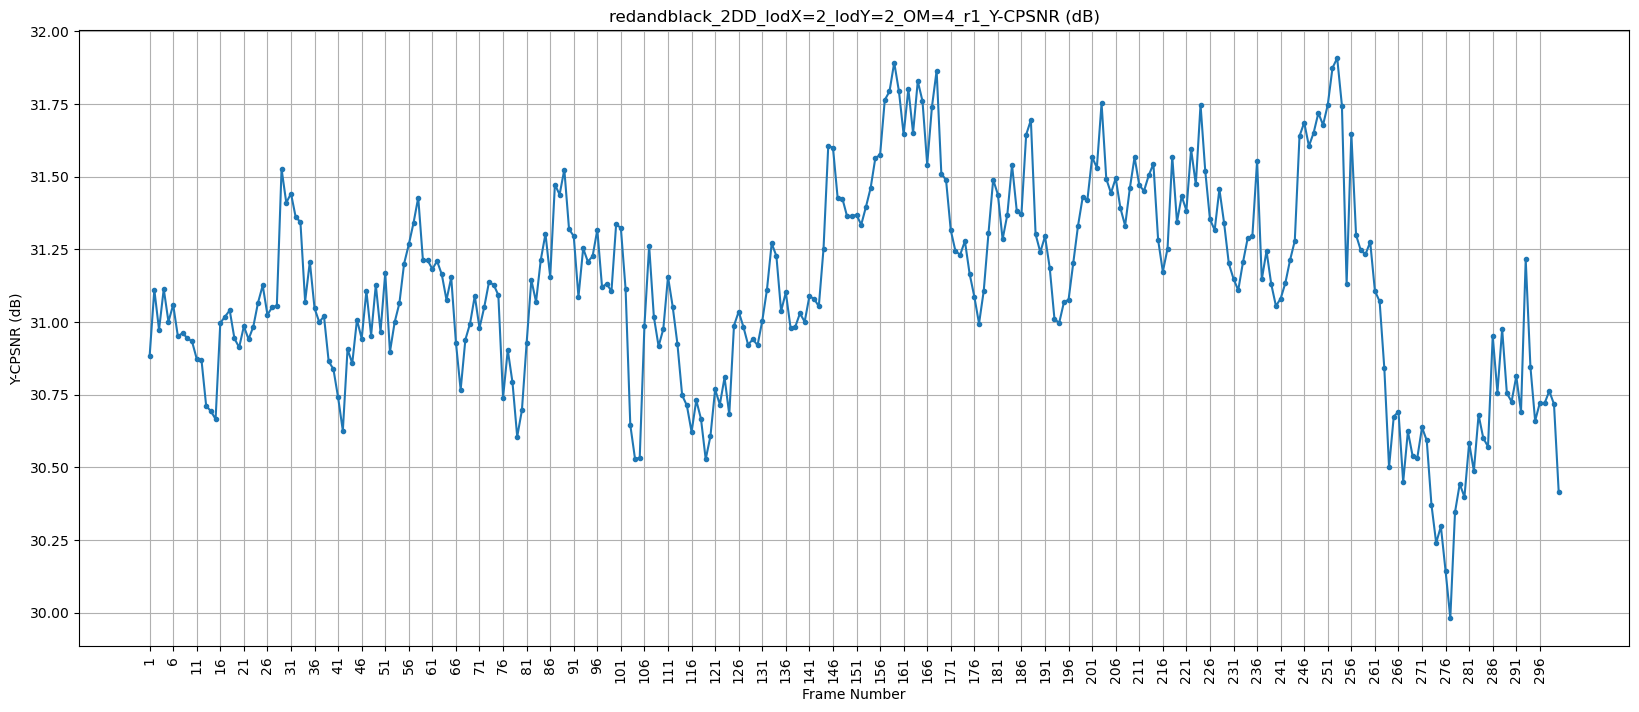 redandblack_2DD_lodX=2_lodY=2_OM=4_r1_Y-CPSNR (dB)
32.00
31.75
31.50
31.25
31.00
30.75
30.50
30.25
30.00
Y-CPSNR (dB)
1 6 11 16 21 26 31 36 41 46 51 56 61 66 71 76 81 86 91 96 101 106 111 116 121 126 131 136 141 146 151 156 161 166 171 176 181 186 191 196 201 206 211 216 221 226 231 236 241 246 251 256 261 266 271 276 281 286 291 296
Frame Number